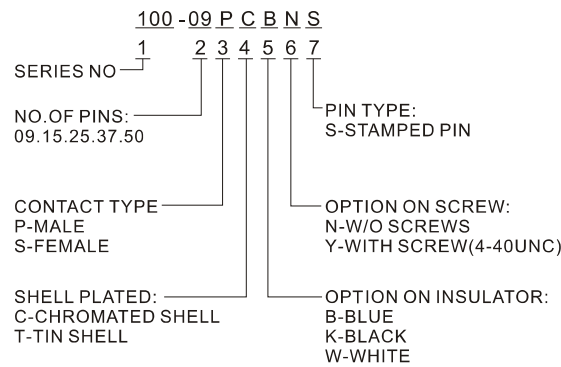 100-09 P C B N S
1 2 3 4 5 6 7
SERIES NO
NO.OF PINS:
09.15.25.37.50
PIN TYPE:
S-STAMPED PIN
CONTACT TYPE
P-MALE
S-FEMALE
OPTION ON SCREW:
N-W/O SCREWS
Y-WITH SCREW(4-40UNC)
SHELL PLATED:
C-CHROMATED SHELL
T-TIN SHELL
OPTION ON INSULATOR:
B-BLUE
K-BLACK
W-WHITE